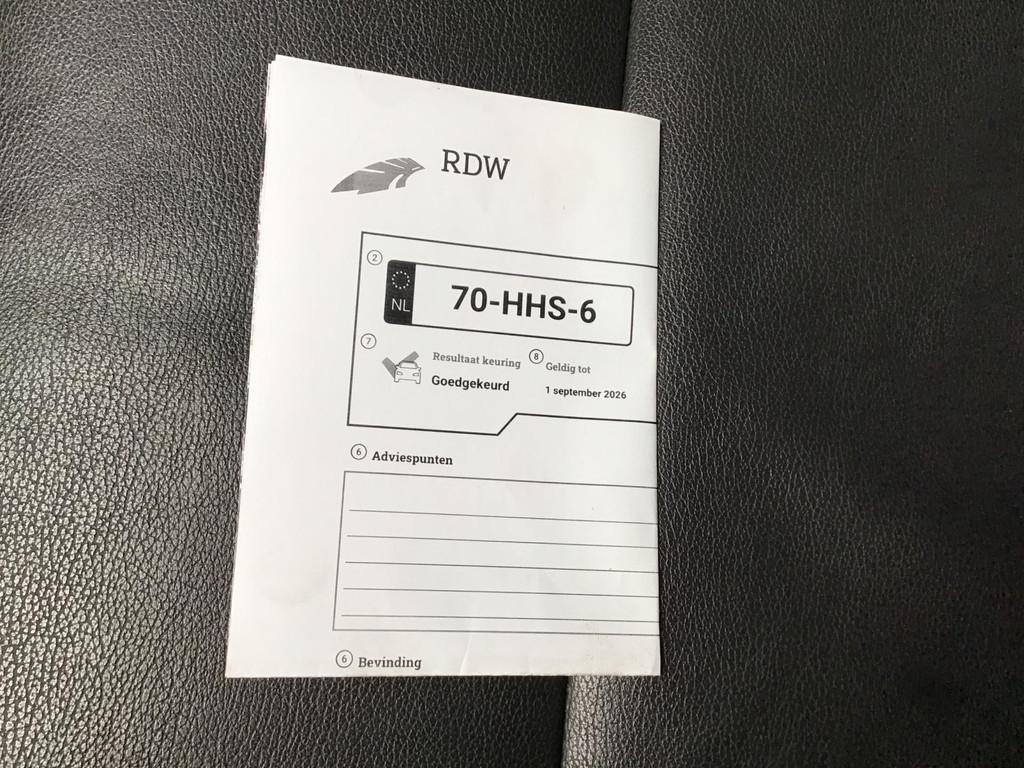 RDW
2
NL 70-HHS-6
7 Resultaat keuring 8 Geldig tot
Goedgekeurd 1 september 2026
6 Adviespunten
6 Bevinding